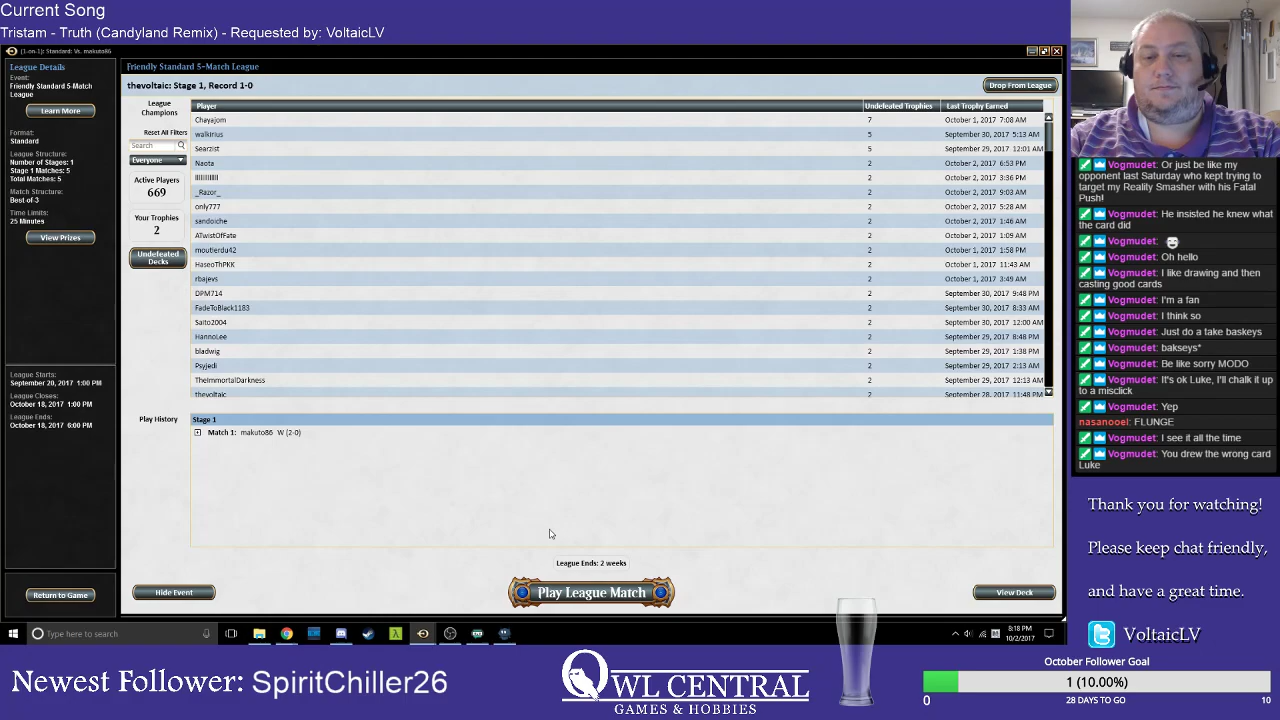 Current Song
Tristam - Truth (Candyland Remix) - Requested by: VoltaicLV
(1-on-1): Standard: Vs. makuto86
League Details
Event:
Friendly Standard 5-Match
League
Learn More
Format:
Standard
League Structure:
Number of Stages: 1
Stage 1 Matches: 5
Total Matches: 5
Match Structure:
Best-of-3
Time Limits:
25 Minutes
View Prizes
League Starts:
September 20, 2017 1:00 PM
League Closes:
October 18, 2017 1:00 PM
League Ends:
October 18, 2017 6:00 PM
Return to Game
Friendly Standard 5-Match League
thevoltaic: Stage 1, Record 1-0
Drop From League
League
Champions
Reset All Filters
Search
Everyone
Active Players
669
Your Trophies
2
Undefeated
Decks
Player Undefeated Trophies Last Trophy Earned
Chayajom 7 October 1, 2017 7:08 AM
walkirius 5 September 30, 2017 5:13 AM
Searzist 5 September 29, 2017 12:01 AM
Naota 2 October 2, 2017 6:53 PM
2 October 2, 2017 3:36 PM
_Razor_ 2 October 2, 2017 9:03 AM
only777 2 October 2, 2017 5:28 AM
sandoiche 2 October 2, 2017 1:46 AM
ATwistOfFate 2 October 2, 2017 1:09 AM
moutierdu42 2 October 1, 2017 1:58 PM
HaseoThPKK 2 October 1, 2017 11:43 AM
rbajevs 2 October 1, 2017 3:49 AM
DPM714 2 September 30, 2017 9:48 PM
FadeToBlack1183 2 September 30, 2017 8:33 AM
Saito2004 2 September 30, 2017 12:00 AM
HannoLee 2 September 29, 2017 8:48 PM
bladwig 2 September 29, 2017 1:38 PM
Psyjedi 2 September 29, 2017 2:13 AM
TheImmortalDarkness 2 September 29, 2017 12:13 AM
thevoltaic 2 September 28, 2017 11:48 PM
Play History
Stage 1
Match 1: makuto86 W (2-0)
League Ends: 2 weeks
Hide Event
Play League Match
View Deck
Type here to search
8:18 PM
10/2/2017
Vogmudet: Or just be like my
opponent last Saturday who kept trying to
target my Reality Smasher with his Fatal
Push!
Vogmudet: He insisted he knew what
the card did
Vogmudet:
Vogmudet: Oh hello
Vogmudet: I like drawing and then
casting good cards
Vogmudet: I'm a fan
Vogmudet: I think so
Vogmudet: Just do a take baskeys
Vogmudet: bakseys*
Vogmudet: Be like sorry MODO
Vogmudet: It's ok Luke, I'll chalk it up
to a misclick
Vogmudet: Yep
nasanooel: FLUNGE
Vogmudet: I see it all the time
Vogmudet: You drew the wrong card
Luke
Thank you for watching!
Please keep chat friendly,
and have a great time.
VoltaicLV
Newest Follower: SpiritChiller26
OWL CENTRAL
GAMES & HOBBIES
October Follower Goal
1 (10.00%)
0 28 DAYS TO GO 10